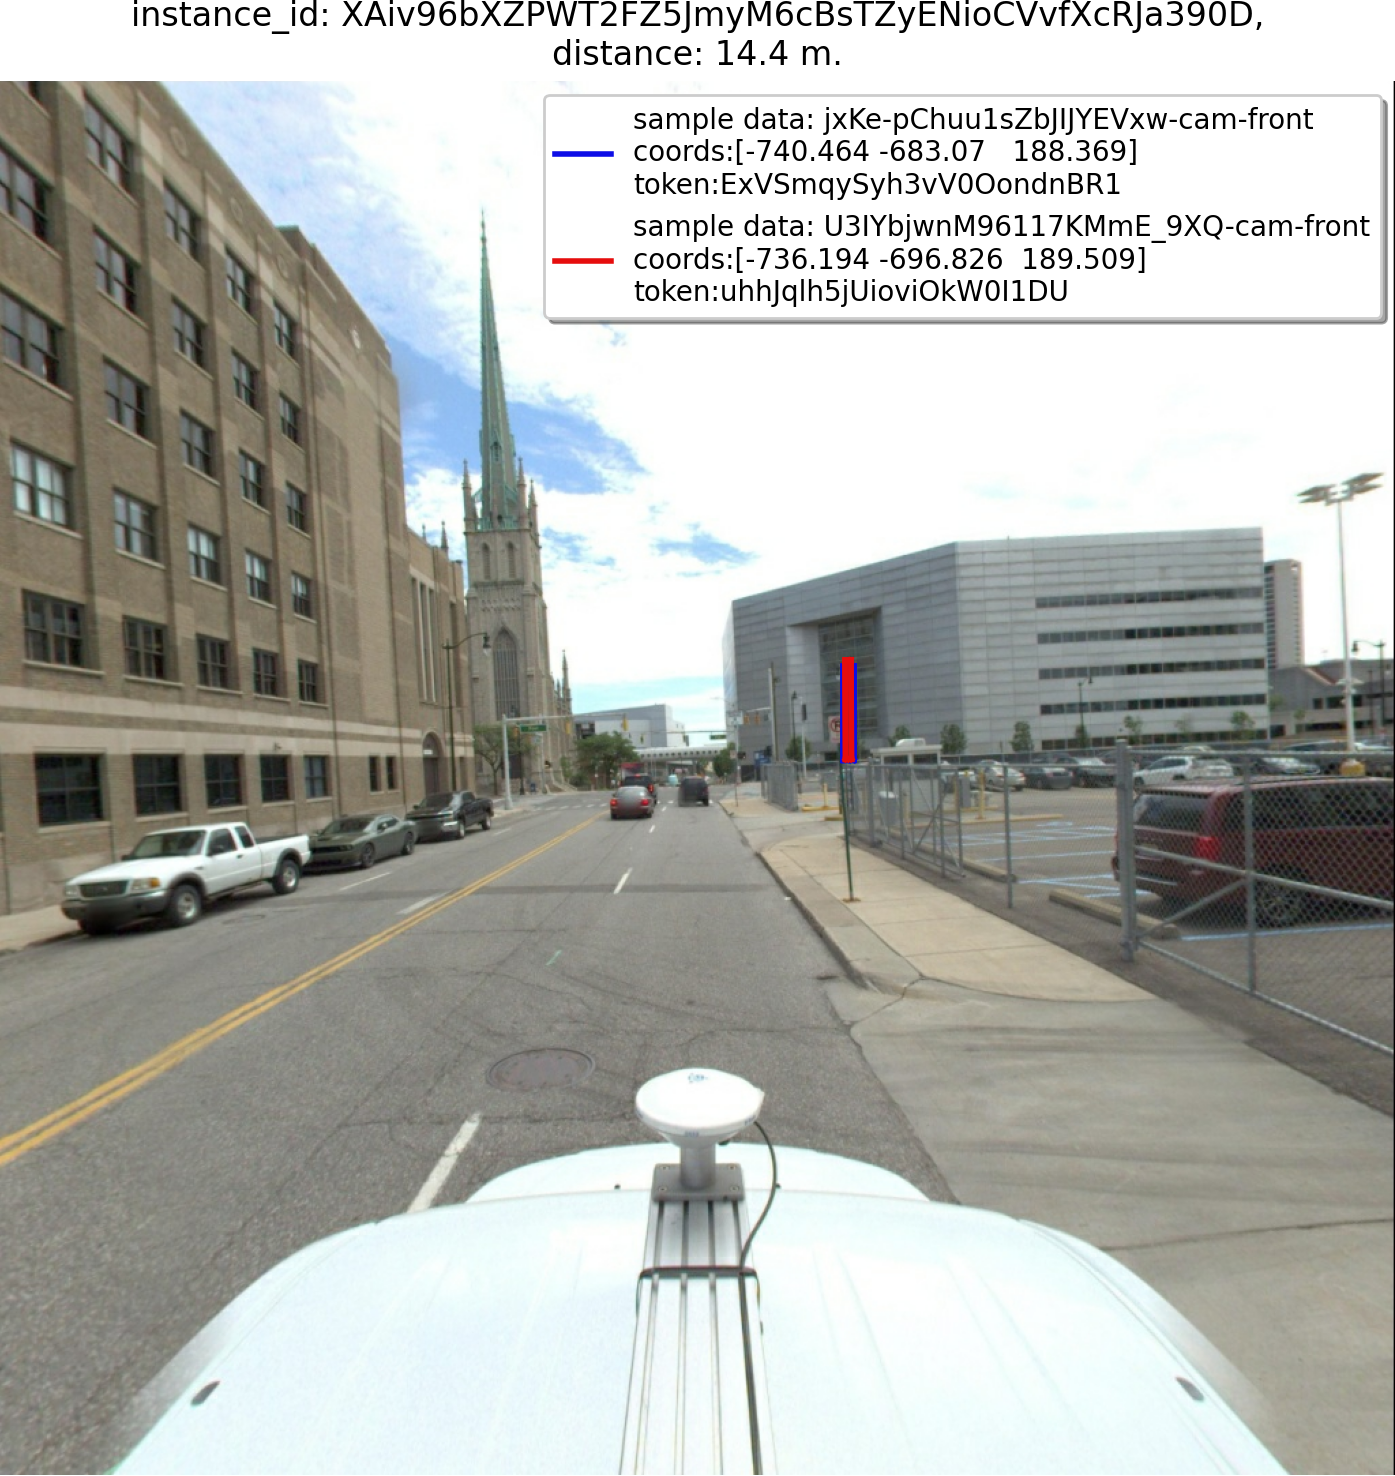 instance_id: XAiv96bXZPWT2FZ5JmyM6cBsTZyENioCVvfXcRJa390D,
distance: 14.4 m.
sample data: jxKe-pChuu1sZbJIJYEVxw-cam-front
coords:[-740.464 -683.07   188.369]
token:ExVSmqySyh3vV0OondnBR1
sample data: U3IYbjwnM96117KMmE_9XQ-cam-front
coords:[-736.194 -696.826  189.509]
token:uhhJqlh5jUioviOkW0I1DU